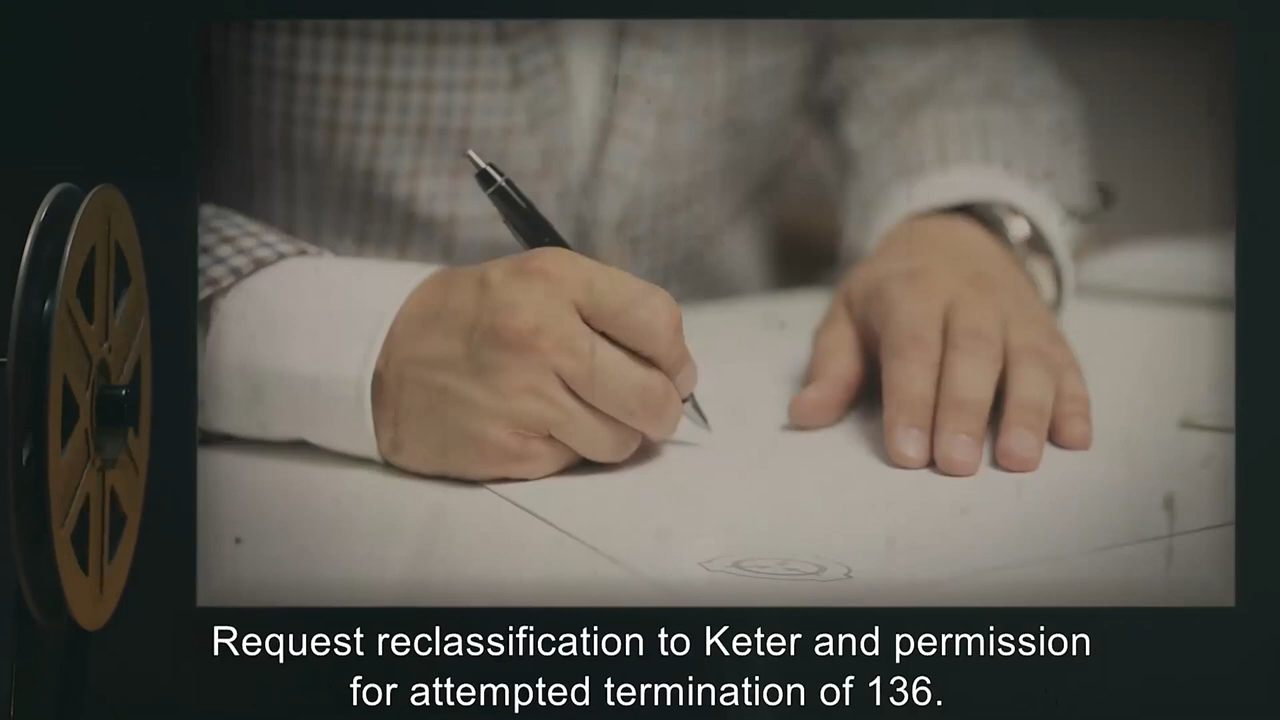 Request reclassification to Keter and permission
for attempted termination of 136.